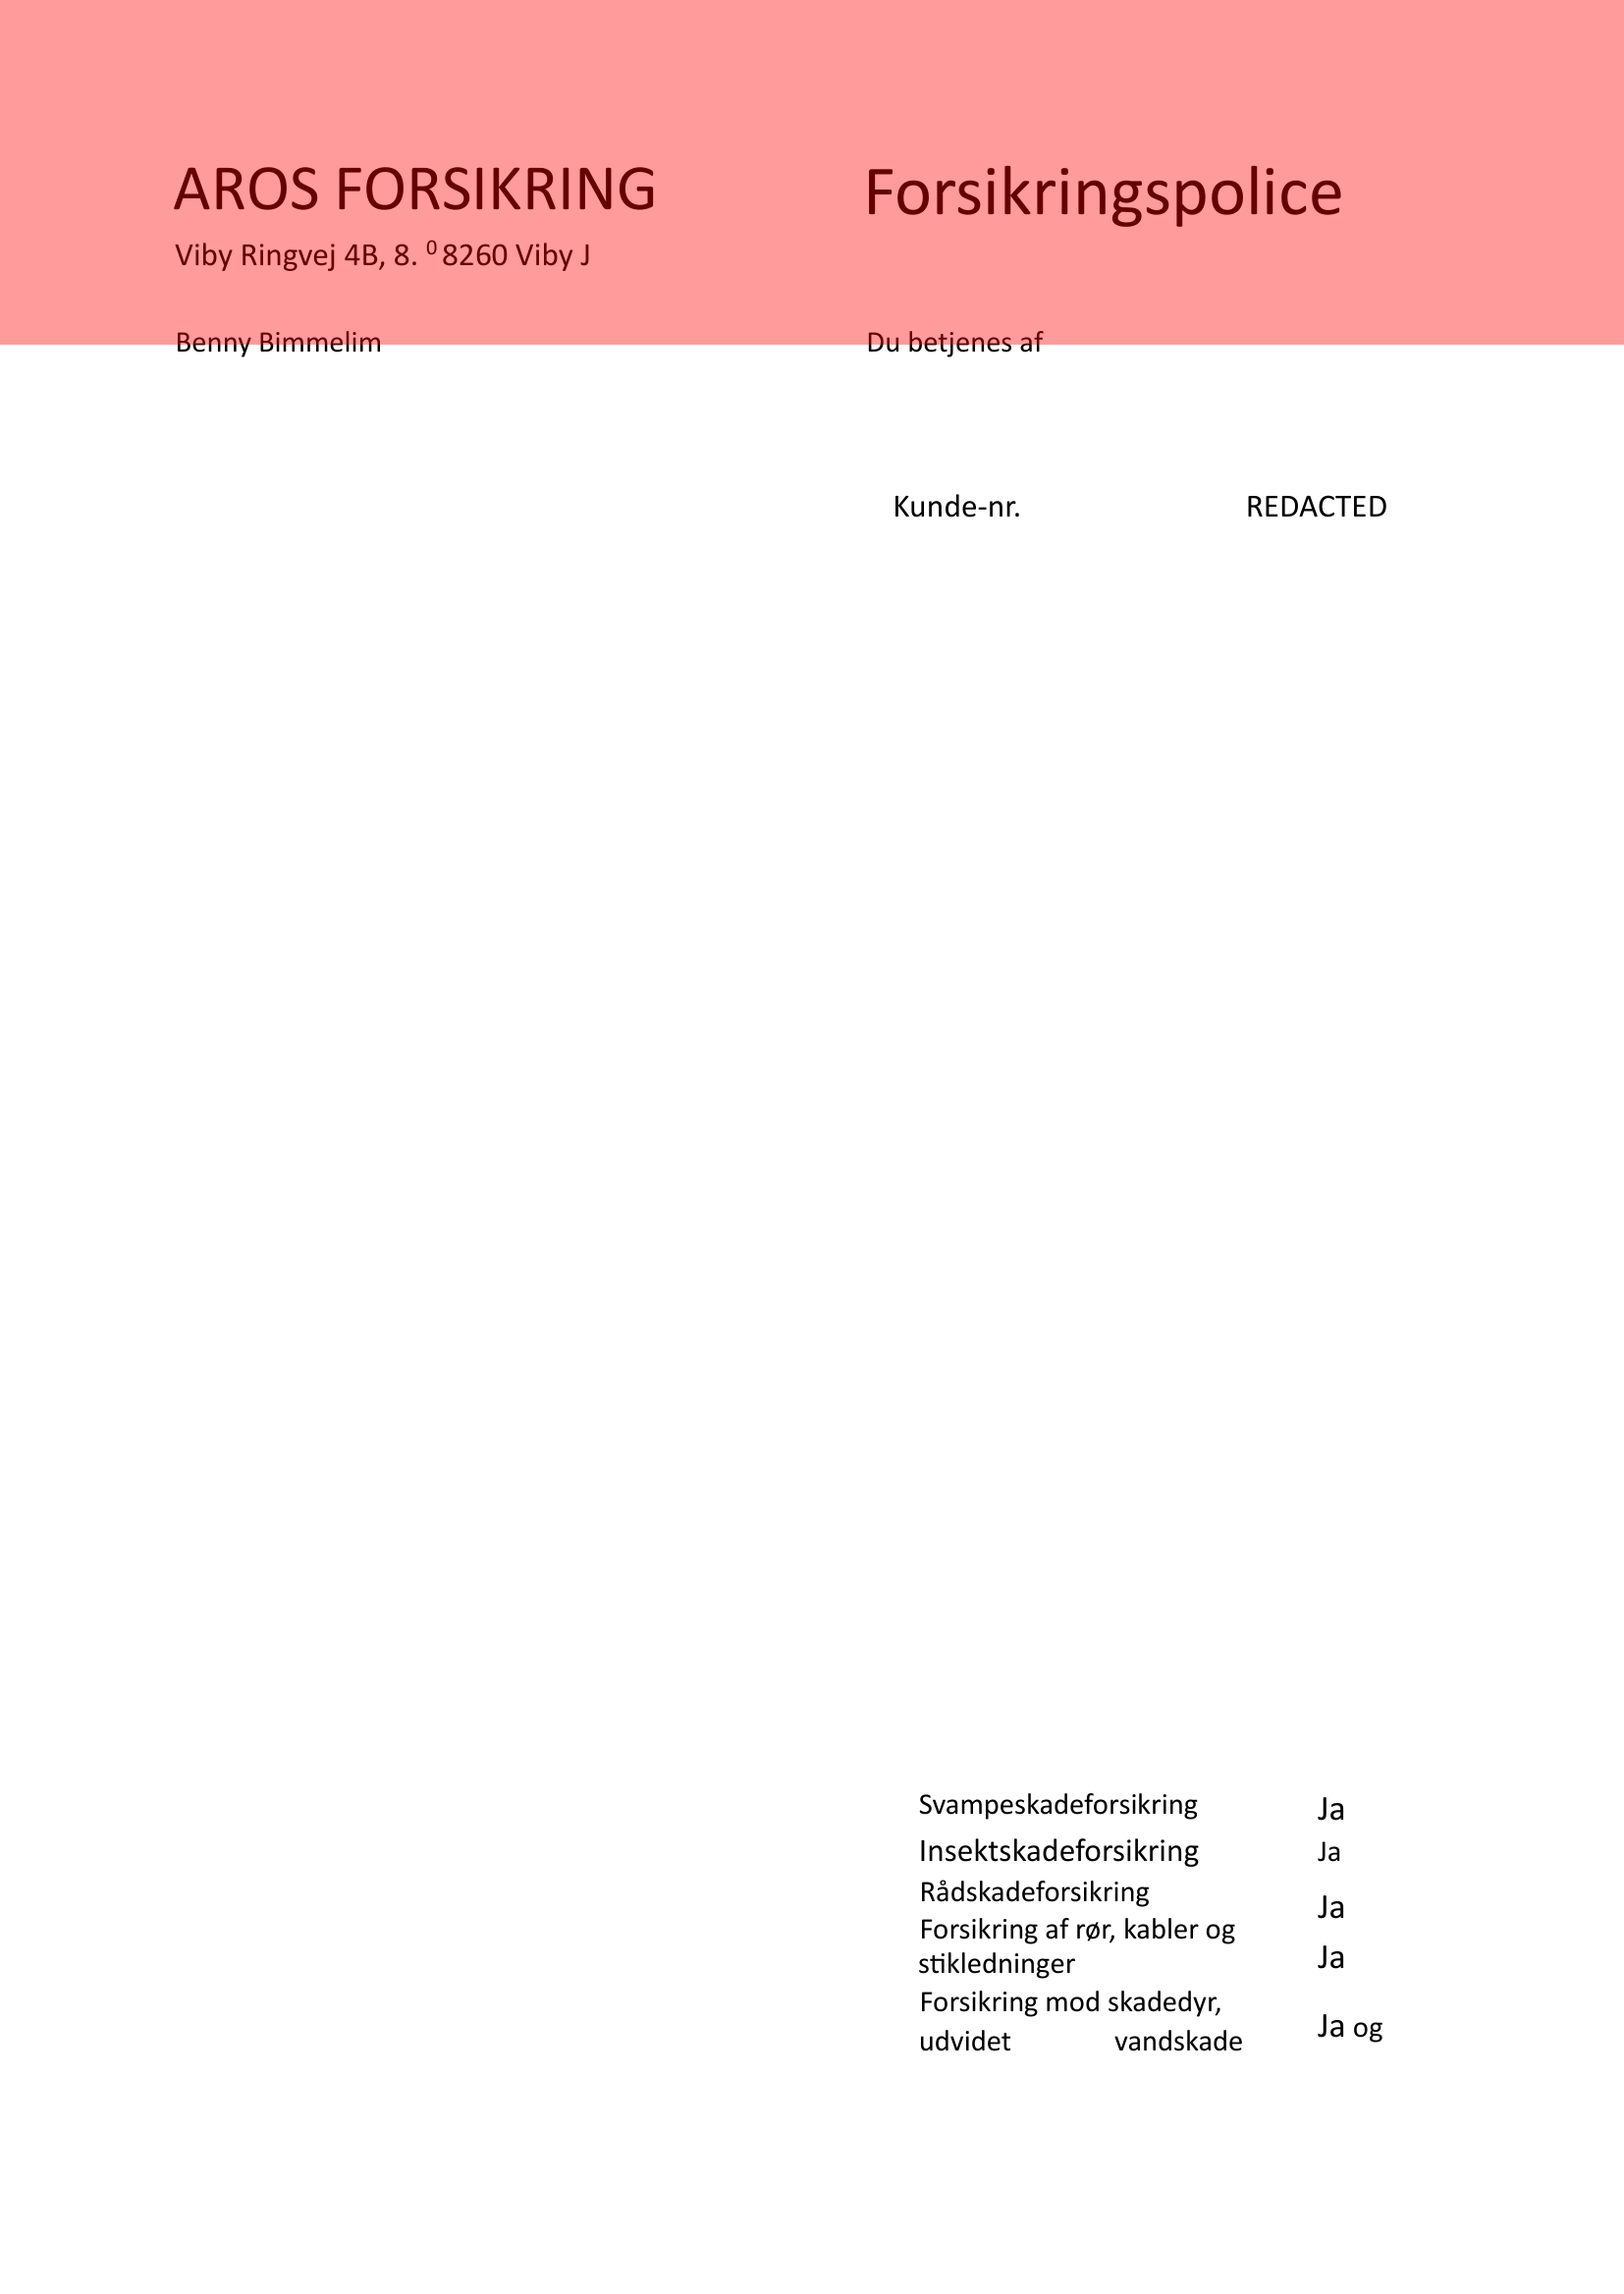 AROS FORSIKRING
Forsikringspolice
Viby Ringvej 4B, 8. 0 8260 Viby J
Benny Bimmelim
Du betjenes af
Kunde-nr. REDACTED
Svampeskadeforsikring Ja
Insektskadeforsikring Ja
Rådskadeforsikring Ja
Forsikring af rør, kabler og
stikledninger Ja
Forsikring mod skadedyr,
udvidet vandskade Ja og